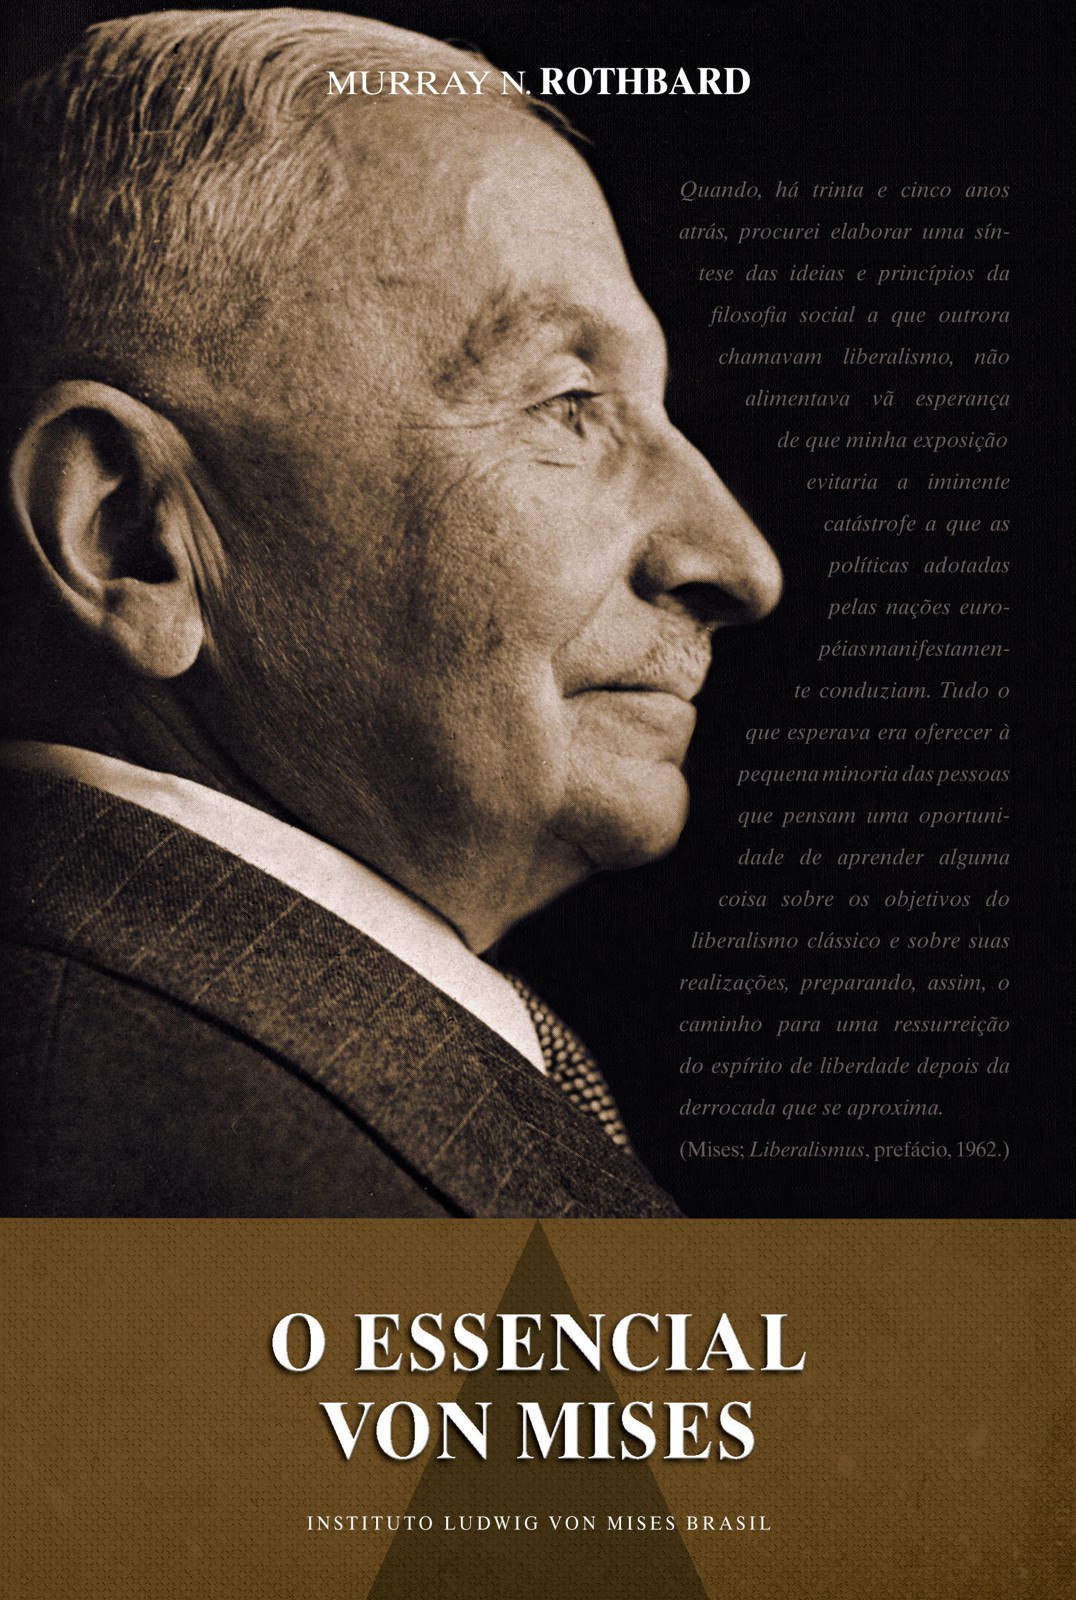 MURRAY N. ROTHBARD
Quando, há trinta e cinco anos
atrás, procurei elaborar uma sín-
tese das ideias e princípios da
filosofia social a que outrora
chamavam liberalismo, não
alimentava vã esperança
de que minha exposição
evitaria a iminente
catástrofe a que as
políticas adotadas
pelas nações euro-
péias manifestamen-
te conduziam. Tudo o
que esperava era oferecer à
pequena minoria das pessoas
que pensam uma oportuni-
dade de aprender alguma
coisa sobre os objetivos do
liberalismo clássico e sobre suas
realizações, preparando, assim, o
caminho para uma ressurreição
do espírito de liberdade depois da
derrocada que se aproxima.
(Mises; Liberalismus, prefácio, 1962.)
O ESSENCIAL
VON MISES
INSTITUTO LUDWIG VON MISES BRASIL